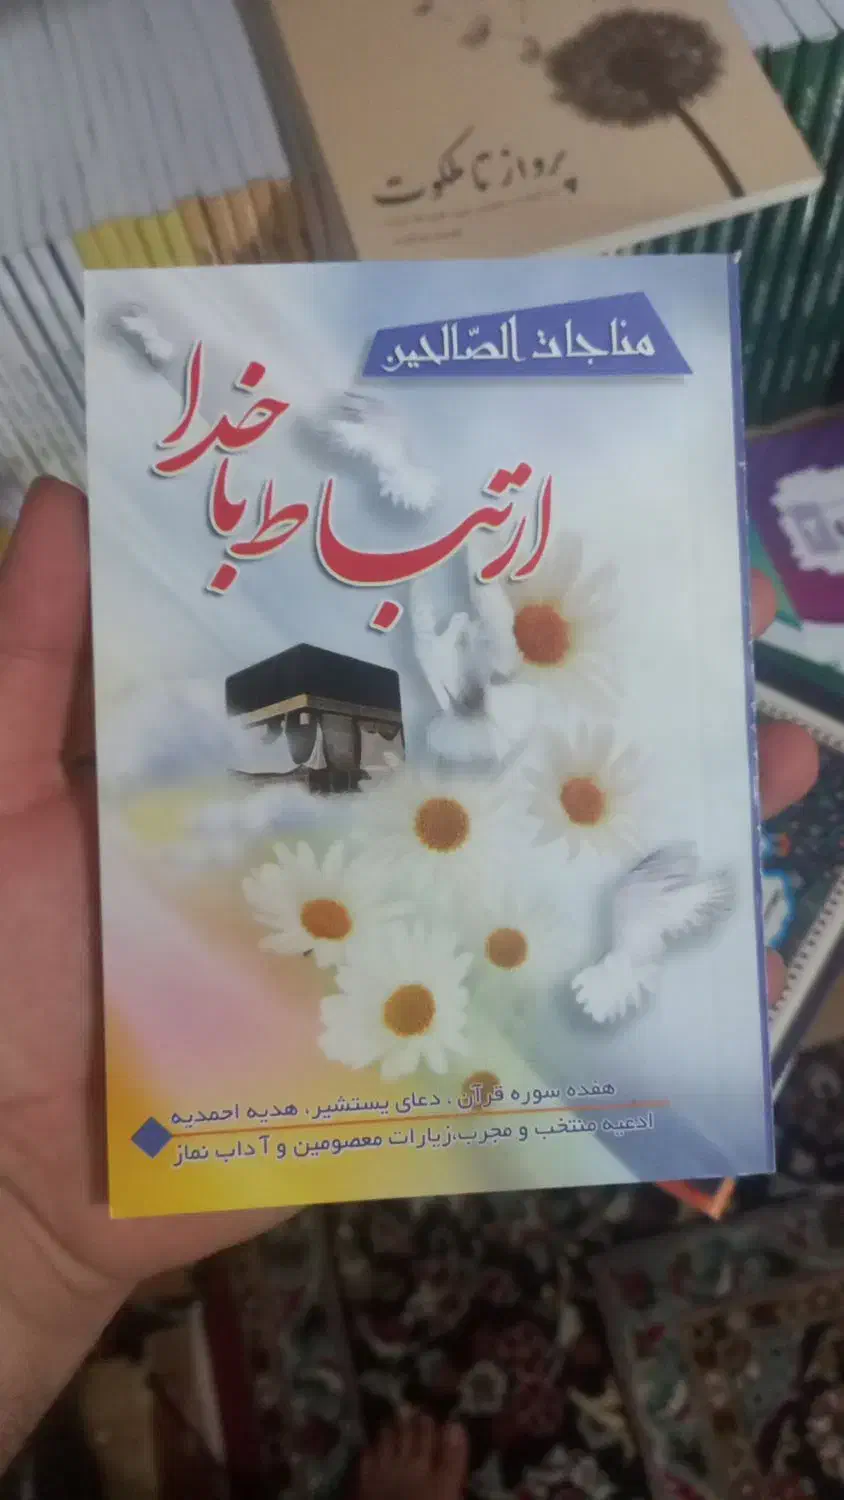 پرواز تا ملکوت
مناجات الصّالحین
ارتباط با خدا
هفده سوره قرآن ، دعای یستشیر، هدیه احمدیه
ادعیه منتخب و مجرب،زیارات معصومین و آداب نماز